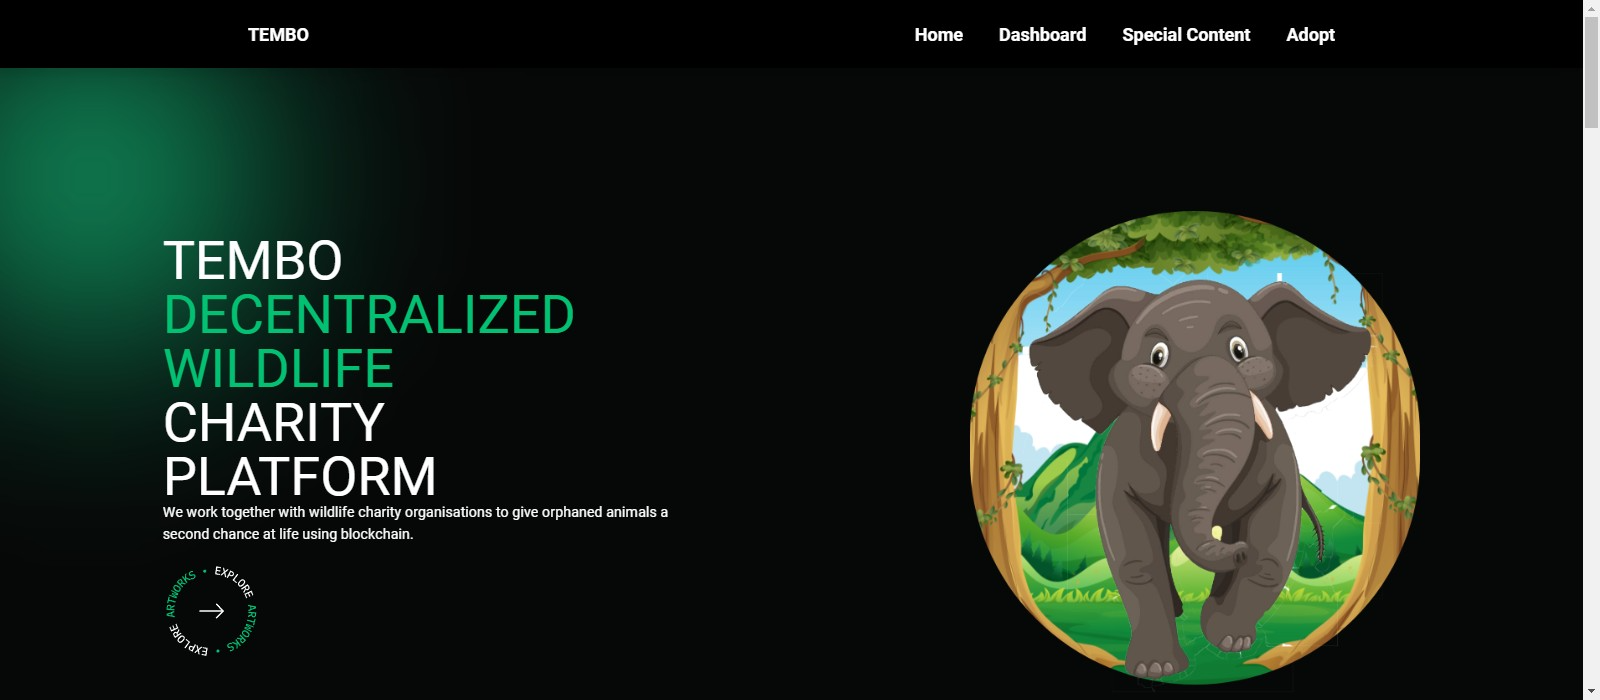 TEMBO
Home Dashboard Special Content Adopt
TEMBO
DECENTRALIZED
WILDLIFE
CHARITY
PLATFORM
We work together with wildlife charity organisations to give orphaned animals a
second chance at life using blockchain.
EXPLORE ARTWORKS • EXPLORE ARTWORKS •